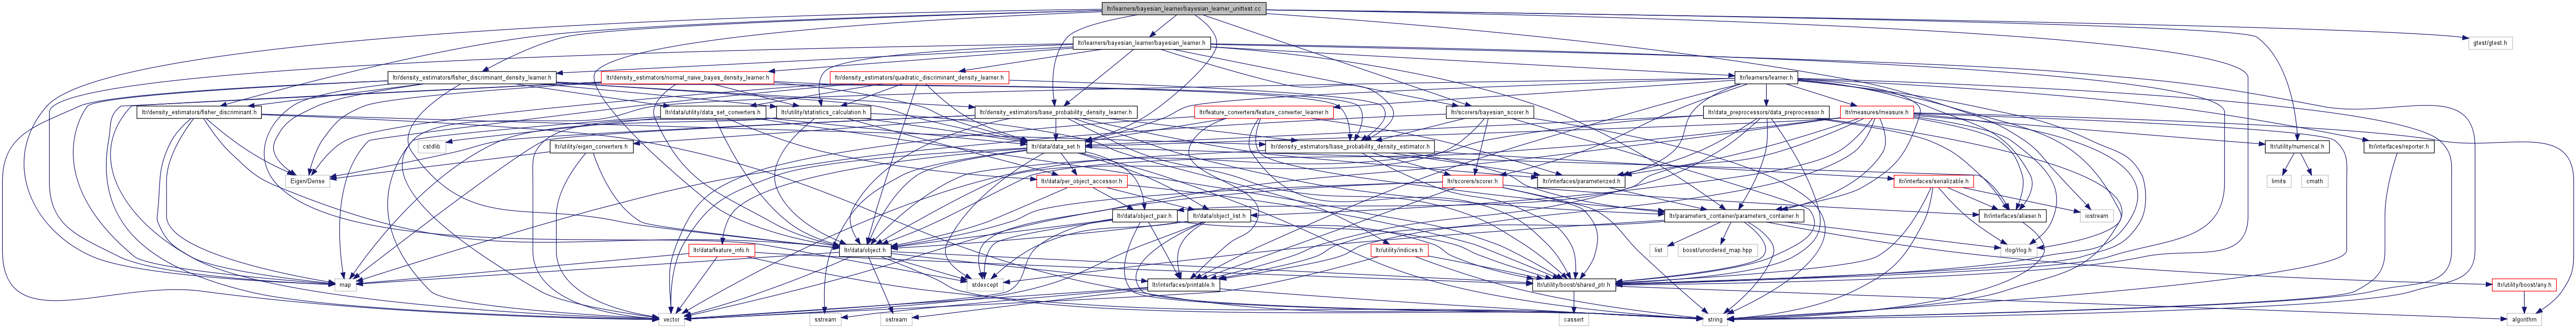 ltr/learners/bayesian_learner/bayesian_learner_unittest.cc
ltr/learners/bayesian_learner/bayesian_learner.h
gtest/gtest.h
ltr/density_estimators/fisher_discriminant_density_learner.h
ltr/density_estimators/normal_naive_bayes_density_learner.h
ltr/density_estimators/quadratic_discriminant_density_learner.h
ltr/learners/learner.h
ltr/density_estimators/fisher_discriminant.h
ltr/data/utility/data_set_converters.h
ltr/utility/statistics_calculation.h
ltr/density_estimators/base_probability_density_learner.h
ltr/feature_converters/feature_converter_learner.h
ltr/scorers/bayesian_scorer.h
ltr/data_preprocessors/data_preprocessor.h
ltr/measures/measure.h
cstdlib
ltr/utility/eigen_converters.h
ltr/data/data_set.h
ltr/density_estimators/base_probability_density_estimator.h
ltr/utility/numerical.h
ltr/interfaces/reporter.h
Eigen/Dense
ltr/data/per_object_accessor.h
ltr/scorers/scorer.h
ltr/interfaces/parameterized.h
ltr/interfaces/serializable.h
limits
cmath
ltr/data/object_pair.h
ltr/data/object_list.h
ltr/parameters_container/parameters_container.h
ltr/interfaces/aliaser.h
iostream
ltr/data/feature_info.h
ltr/data/object.h
ltr/utility/indices.h
list
boost/unordered_map.hpp
rlog/rlog.h
map
stdexcept
ltr/interfaces/printable.h
ltr/utility/boost/shared_ptr.h
ltr/utility/boost/any.h
vector
sstream
ostream
cassert
string
algorithm